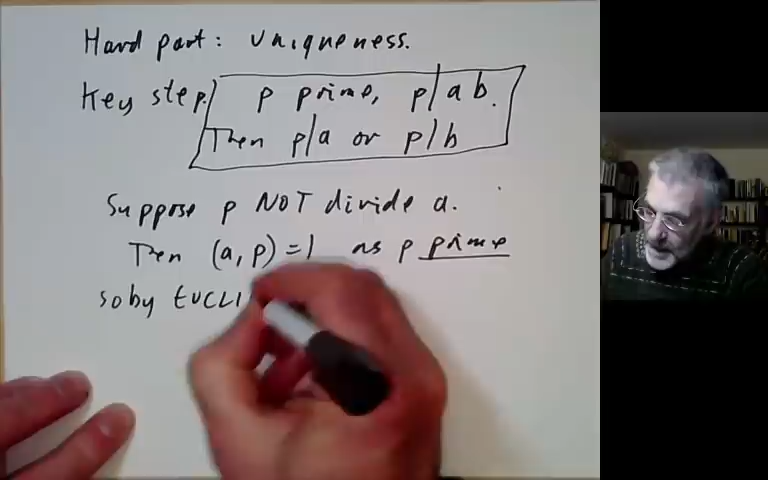 Hard part: Uniqueness.
Key step. p prime, p|ab.
Then p|a or p|b
Suppose p NOT divide a.
Then (a, p) = 1 as p prime
so by EUCLI